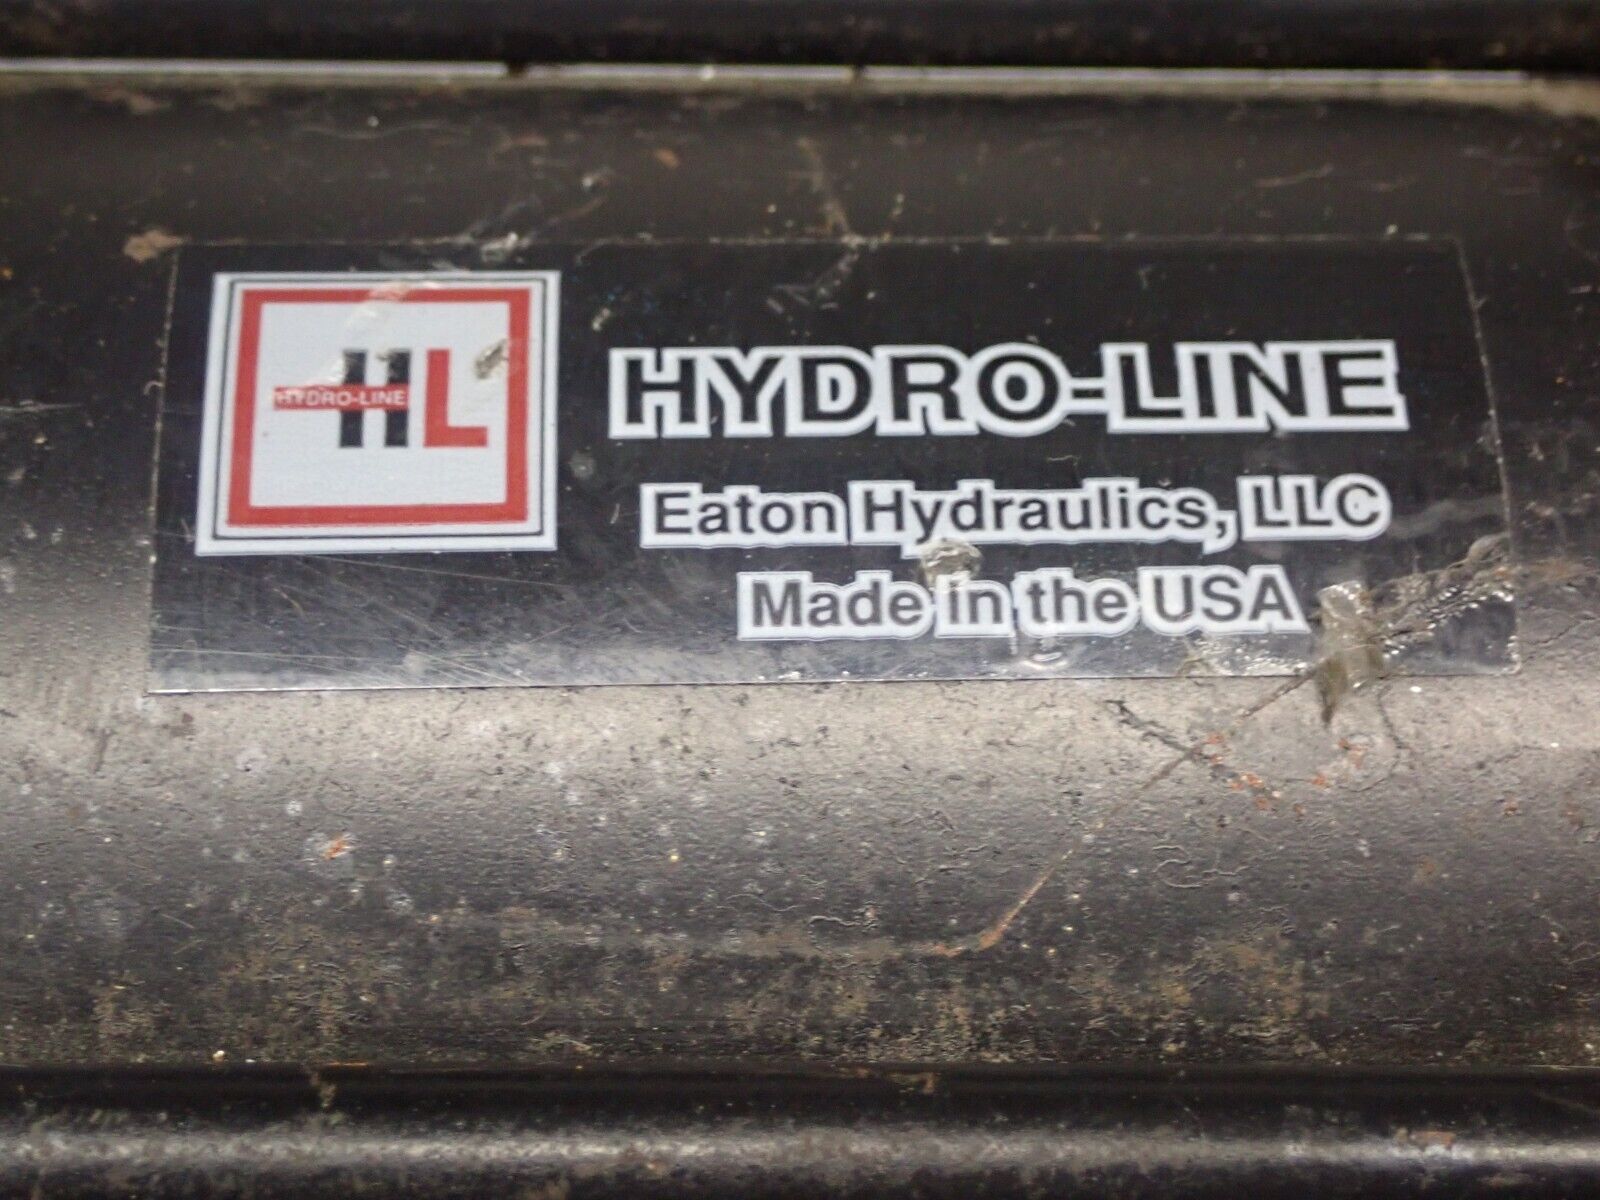 HL
HYDRO-LINE
HYDRO-LINE
Eaton Hydraulics, LLC
Made in the USA